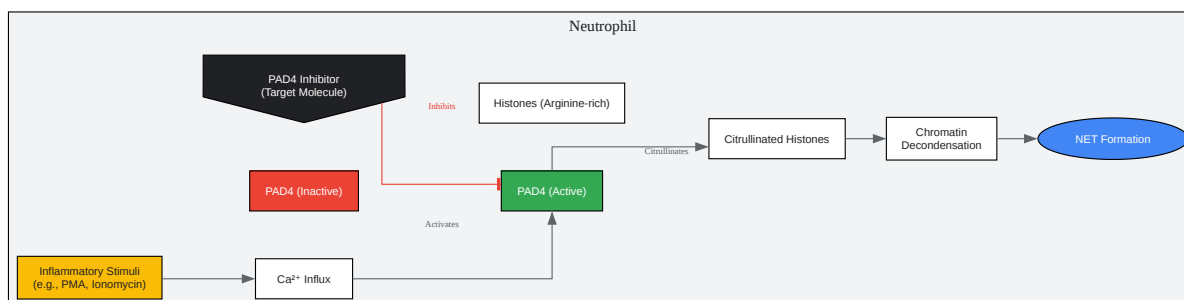 Neutrophil
PAD4 Inhibitor
(Target Molecule)
Inhibits
Histones (Arginine-rich)
Citrullinated Histones
Chromatin
Decondensation
NET Formation
Citrullinates
PAD4 (Inactive)
PAD4 (Active)
Activates
Inflammatory Stimuli
(e.g., PMA, Ionomycin)
Ca²⁺ Influx